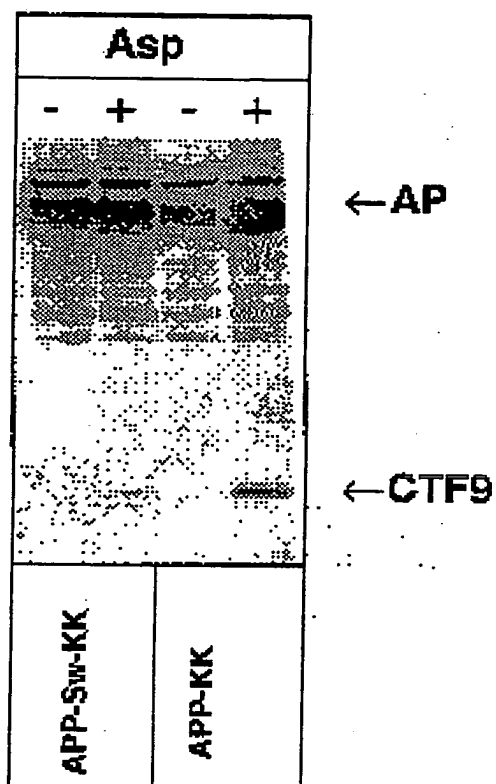 Asp
- + - +
←AP
←CTF9
APP-Sw-KK
APP-KK